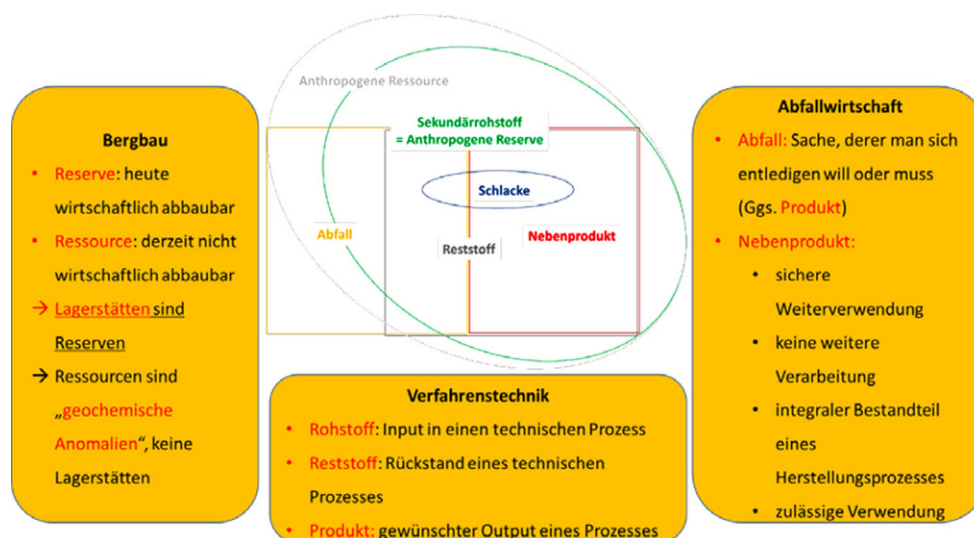 Anthropogene Ressource
Sekundärrohstoff
= Anthropogene Reserve
Schlacke
Abfall
Nebenprodukt
Reststoff
Bergbau
• Reserve: heute
wirtschaftlich abbaubar
• Ressource: derzeit nicht
wirtschaftlich abbaubar
→ Lagerstätten sind
Reserven
→ Ressourcen sind
„geochemische
Anomalien“, keine
Lagerstätten
Verfahrenstechnik
• Rohstoff: Input in einen technischen Prozess
• Reststoff: Rückstand eines technischen
Prozesses
• Produkt: gewünschter Output eines Prozesses
Abfallwirtschaft
• Abfall: Sache, derer man sich
entledigen will oder muss
(Ggs. Produkt)
• Nebenprodukt:
• sichere
Weiterverwendung
• keine weitere
Verarbeitung
• integraler Bestandteil
eines
Herstellungsprozesses
• zulässige Verwendung